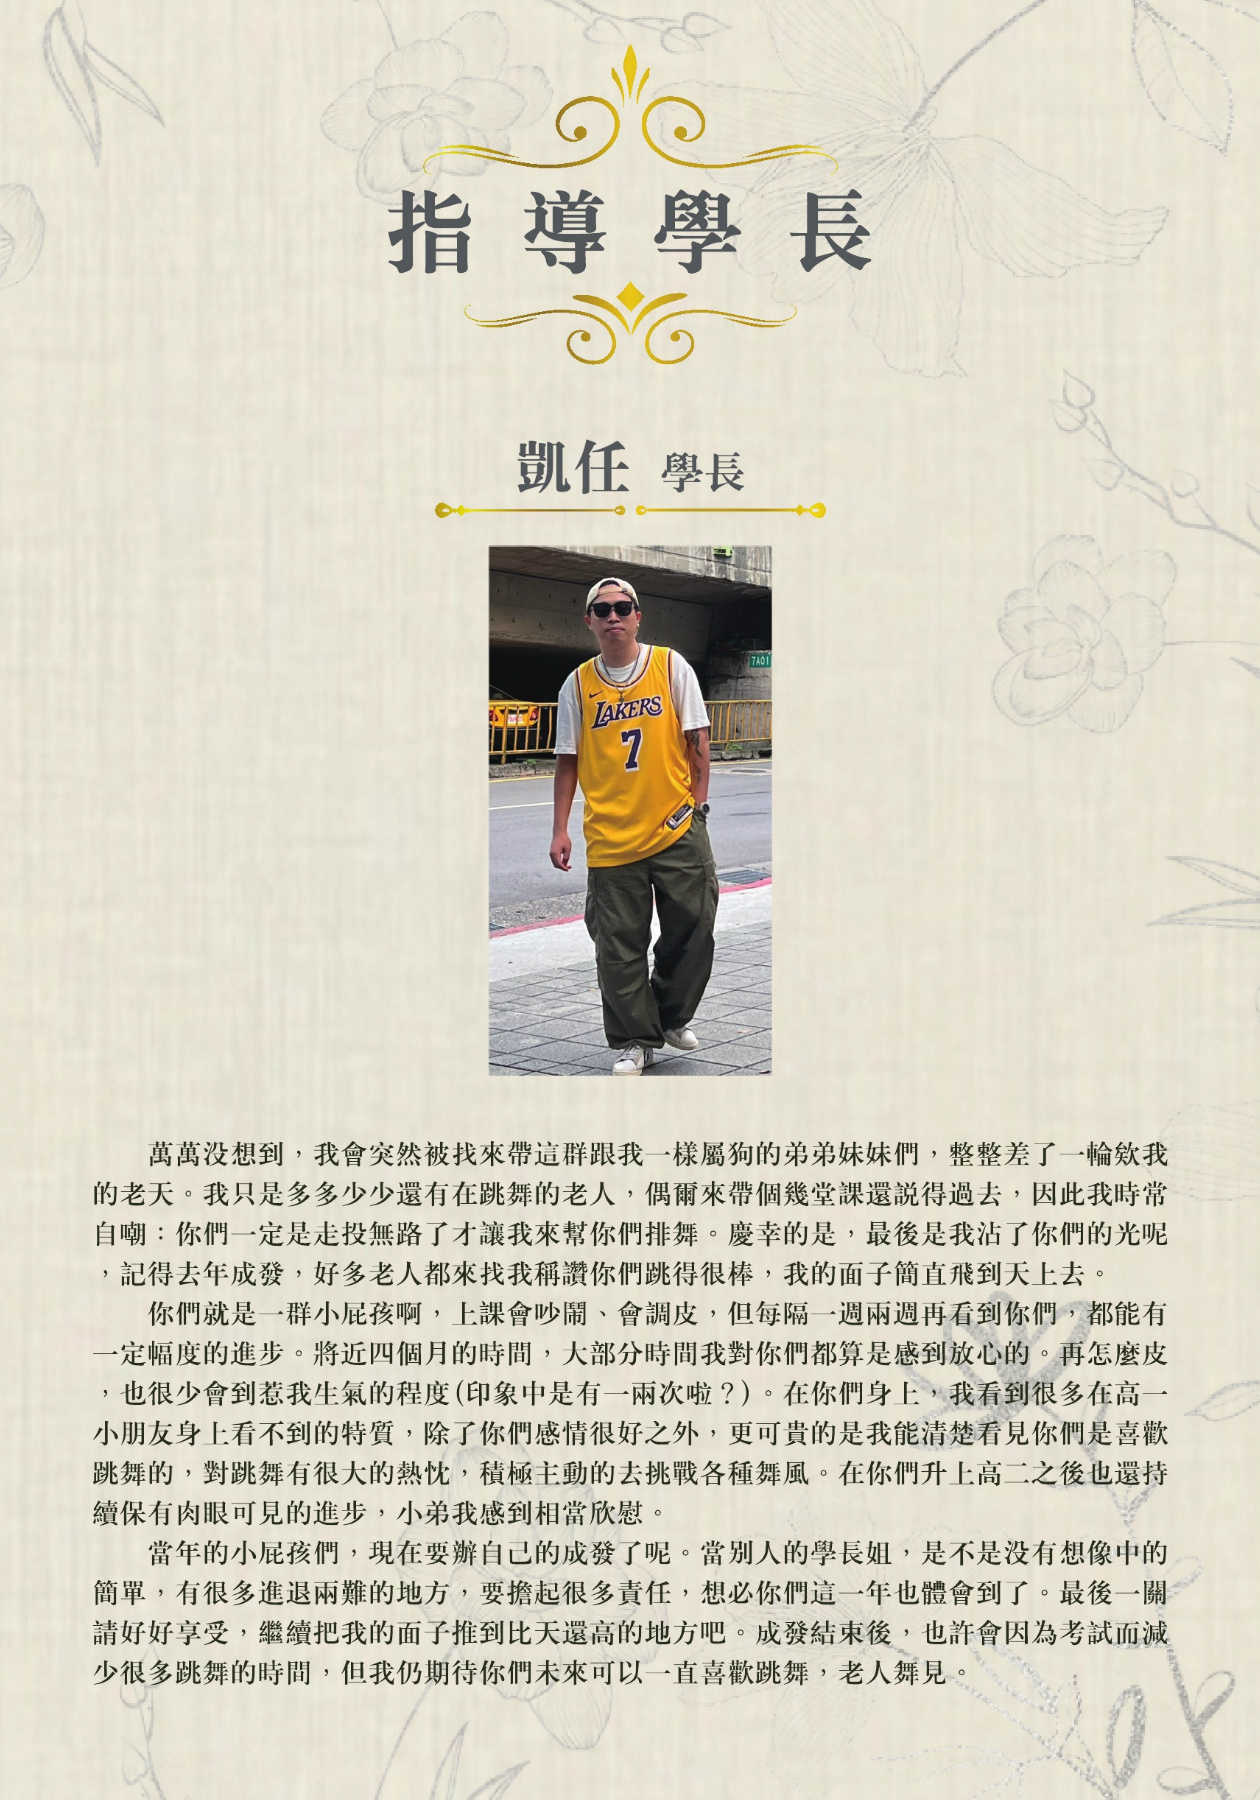 指導學長
凱任 學長
7A01
LAKERS
7
萬萬没想到，我會突然被找來帶這群跟我一樣屬狗的弟弟妹妹們，整整差了一輪欸我
的老天。我只是多多少少還有在跳舞的老人，偶爾來帶個幾堂課還説得過去，因此我時常
自嘲：你們一定是走投無路了才讓我來幫你們排舞。慶幸的是，最後是我沾了你們的光呢
，記得去年成發，好多老人都來找我稱讚你們跳得很棒，我的面子簡直飛到天上去。
你們就是一群小屁孩啊，上課會吵鬧、會調皮，但每隔一週兩週再看到你們，都能有
一定幅度的進步。將近四個月的時間，大部分時間我對你們都算是感到放心的。再怎麼皮
，也很少會到惹我生氣的程度(印象中是有一兩次啦？)。在你們身上，我看到很多在高一
小朋友身上看不到的特質，除了你們感情很好之外，更可貴的是我能清楚看見你們是喜歡
跳舞的，對跳舞有很大的熱忱，積極主動的去挑戰各種舞風。在你們升上高二之後也還持
續保有肉眼可見的進步，小弟我感到相當欣慰。
當年的小屁孩們，現在要辦自己的成發了呢。當别人的學長姐，是不是没有想像中的
簡單，有很多進退兩難的地方，要擔起很多責任，想必你們這一年也體會到了。最後一關
請好好享受，繼續把我的面子推到比天還高的地方吧。成發結束後，也許會因為考試而減
少很多跳舞的時間，但我仍期待你們未來可以一直喜歡跳舞，老人舞見。